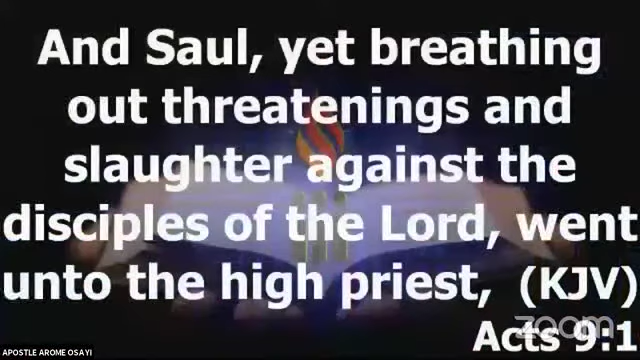 And Saul, yet breathing
out threatenings and
slaughter against the
disciples of the Lord, went
unto the high priest, (KJV)
zoom
Acts 9:1
APOSTLE AROME OSAYI